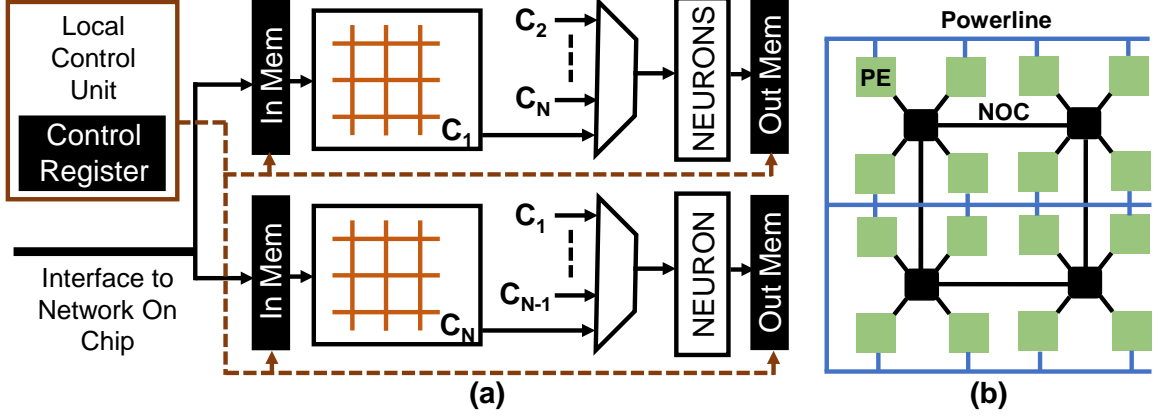 Local
Control
Unit
Control
Register
Interface to
Network On
Chip
In Mem
C1
C2
CN
NEURONS
Out Mem
In Mem
CN
C1
CN-1
NEURON
Out Mem
(a)
Powerline
PE
NOC
(b)